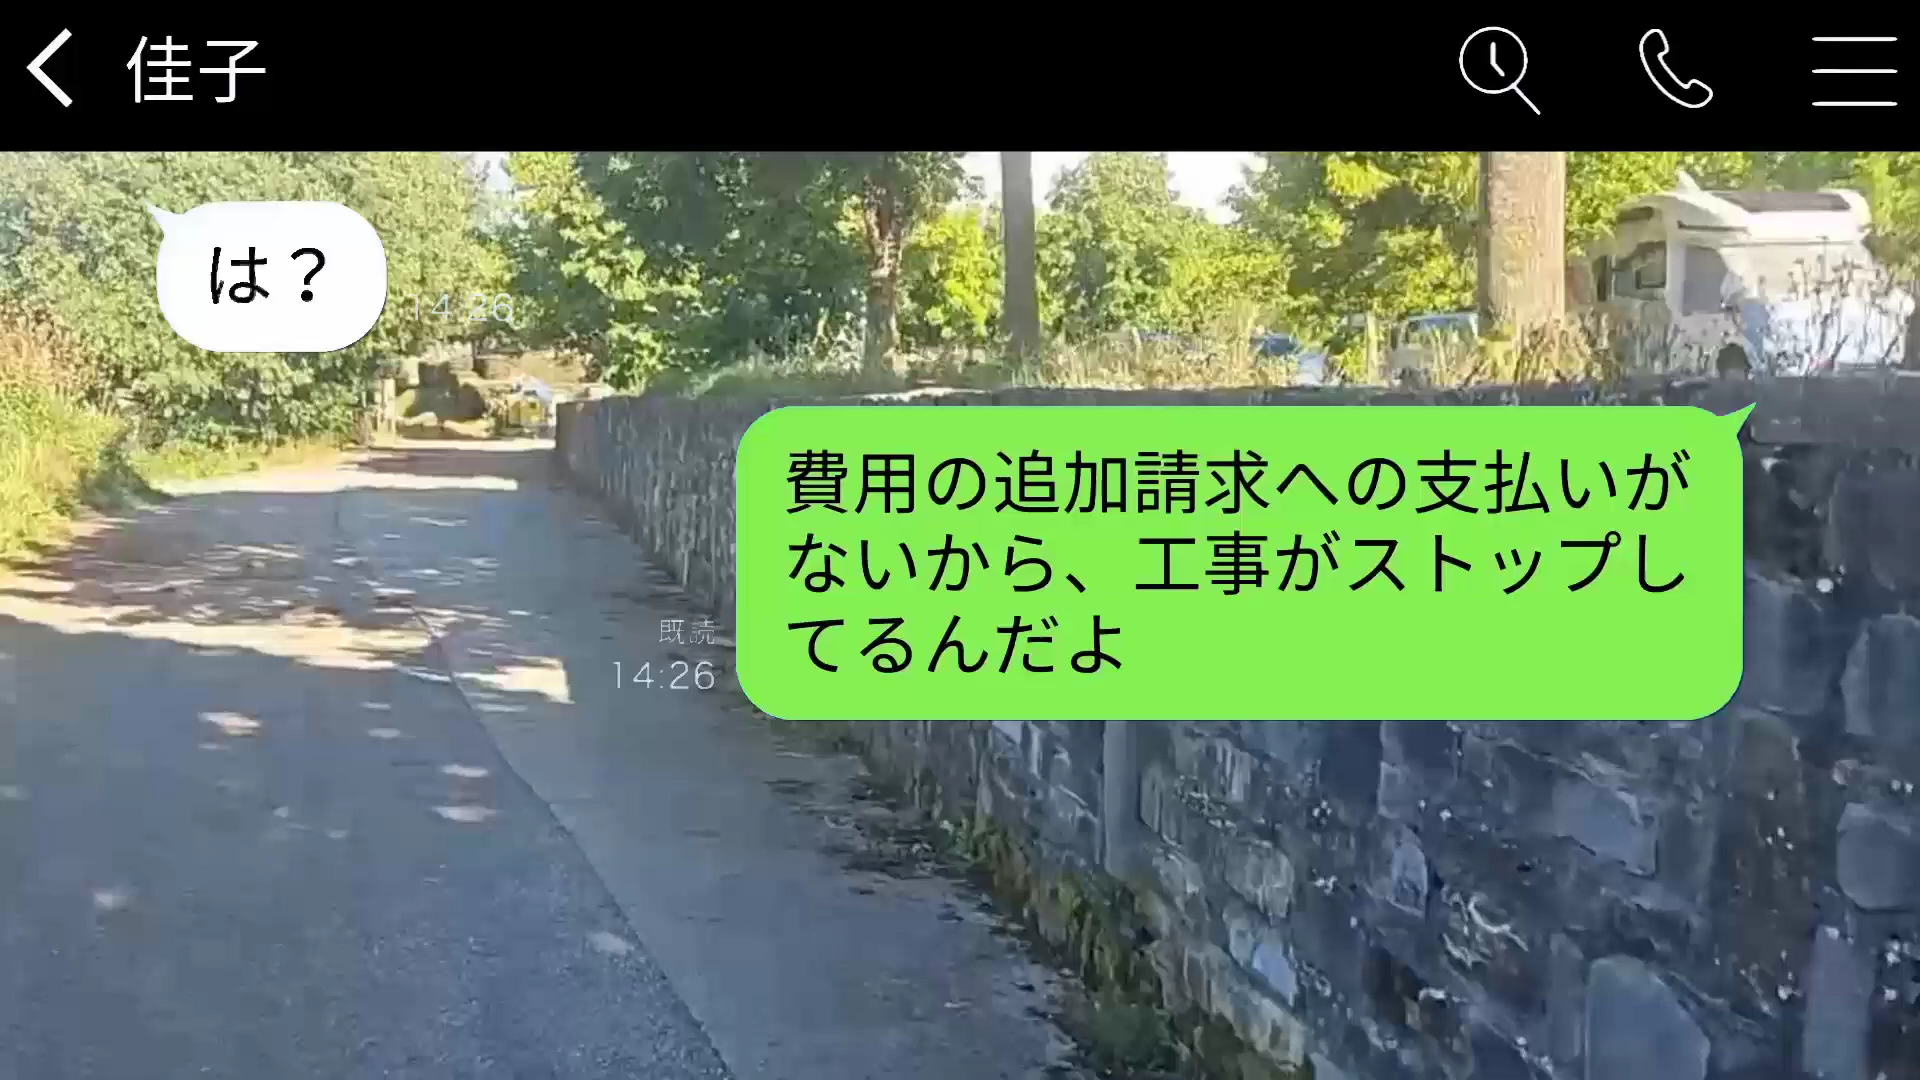 佳子
は？
14:26
費用の追加請求への支払いが
ないから、工事がストップし
てるんだよ
既読
14:26